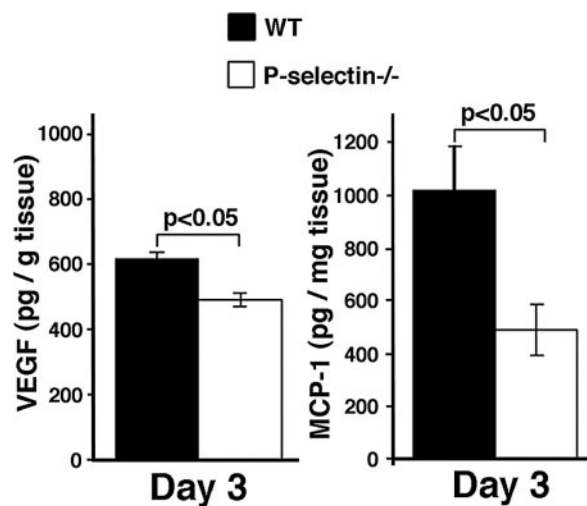 WT
P-selectin-/-
VEGF (pg / g tissue)
1000
800
600
400
200
0
p<0.05
Day 3
MCP-1 (pg / mg tissue)
1200
1000
800
600
400
200
0
p<0.05
Day 3